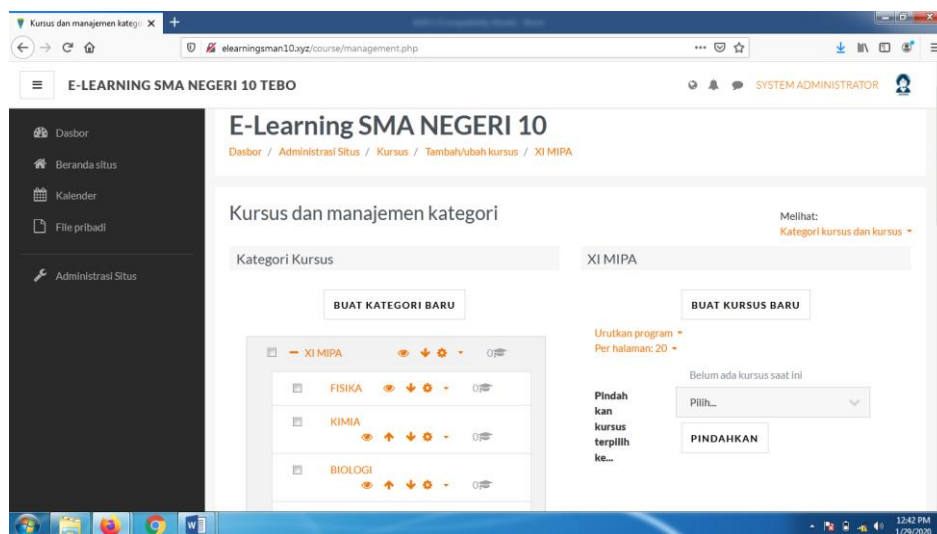 Kursus dan manajemen katego
elearningsman10.xyz/course/management.php
E-LEARNING SMA NEGERI 10 TEBO
SYSTEM ADMINISTRATOR
Dasbor
Beranda situs
Kalender
File pribadi
Administrasi Situs
E-Learning SMA NEGERI 10
Dasbor / Administrasi Situs / Kursus / Tambah/ubah kursus / XI MIPA
Kursus dan manajemen kategori
Melihat:
Kategori kursus dan kursus
Kategori Kursus
BUAT KATEGORI BARU
XI MIPA 0
FISIKA 0
KIMIA
0
BIOLOGI
0
XI MIPA
BUAT KURSUS BARU
Urutkan program
Per halaman: 20
Belum ada kursus saat ini
Pindah
kan
kursus
terpilih
ke...
Pilih...
PINDAHKAN
12:42 PM
1/29/2020